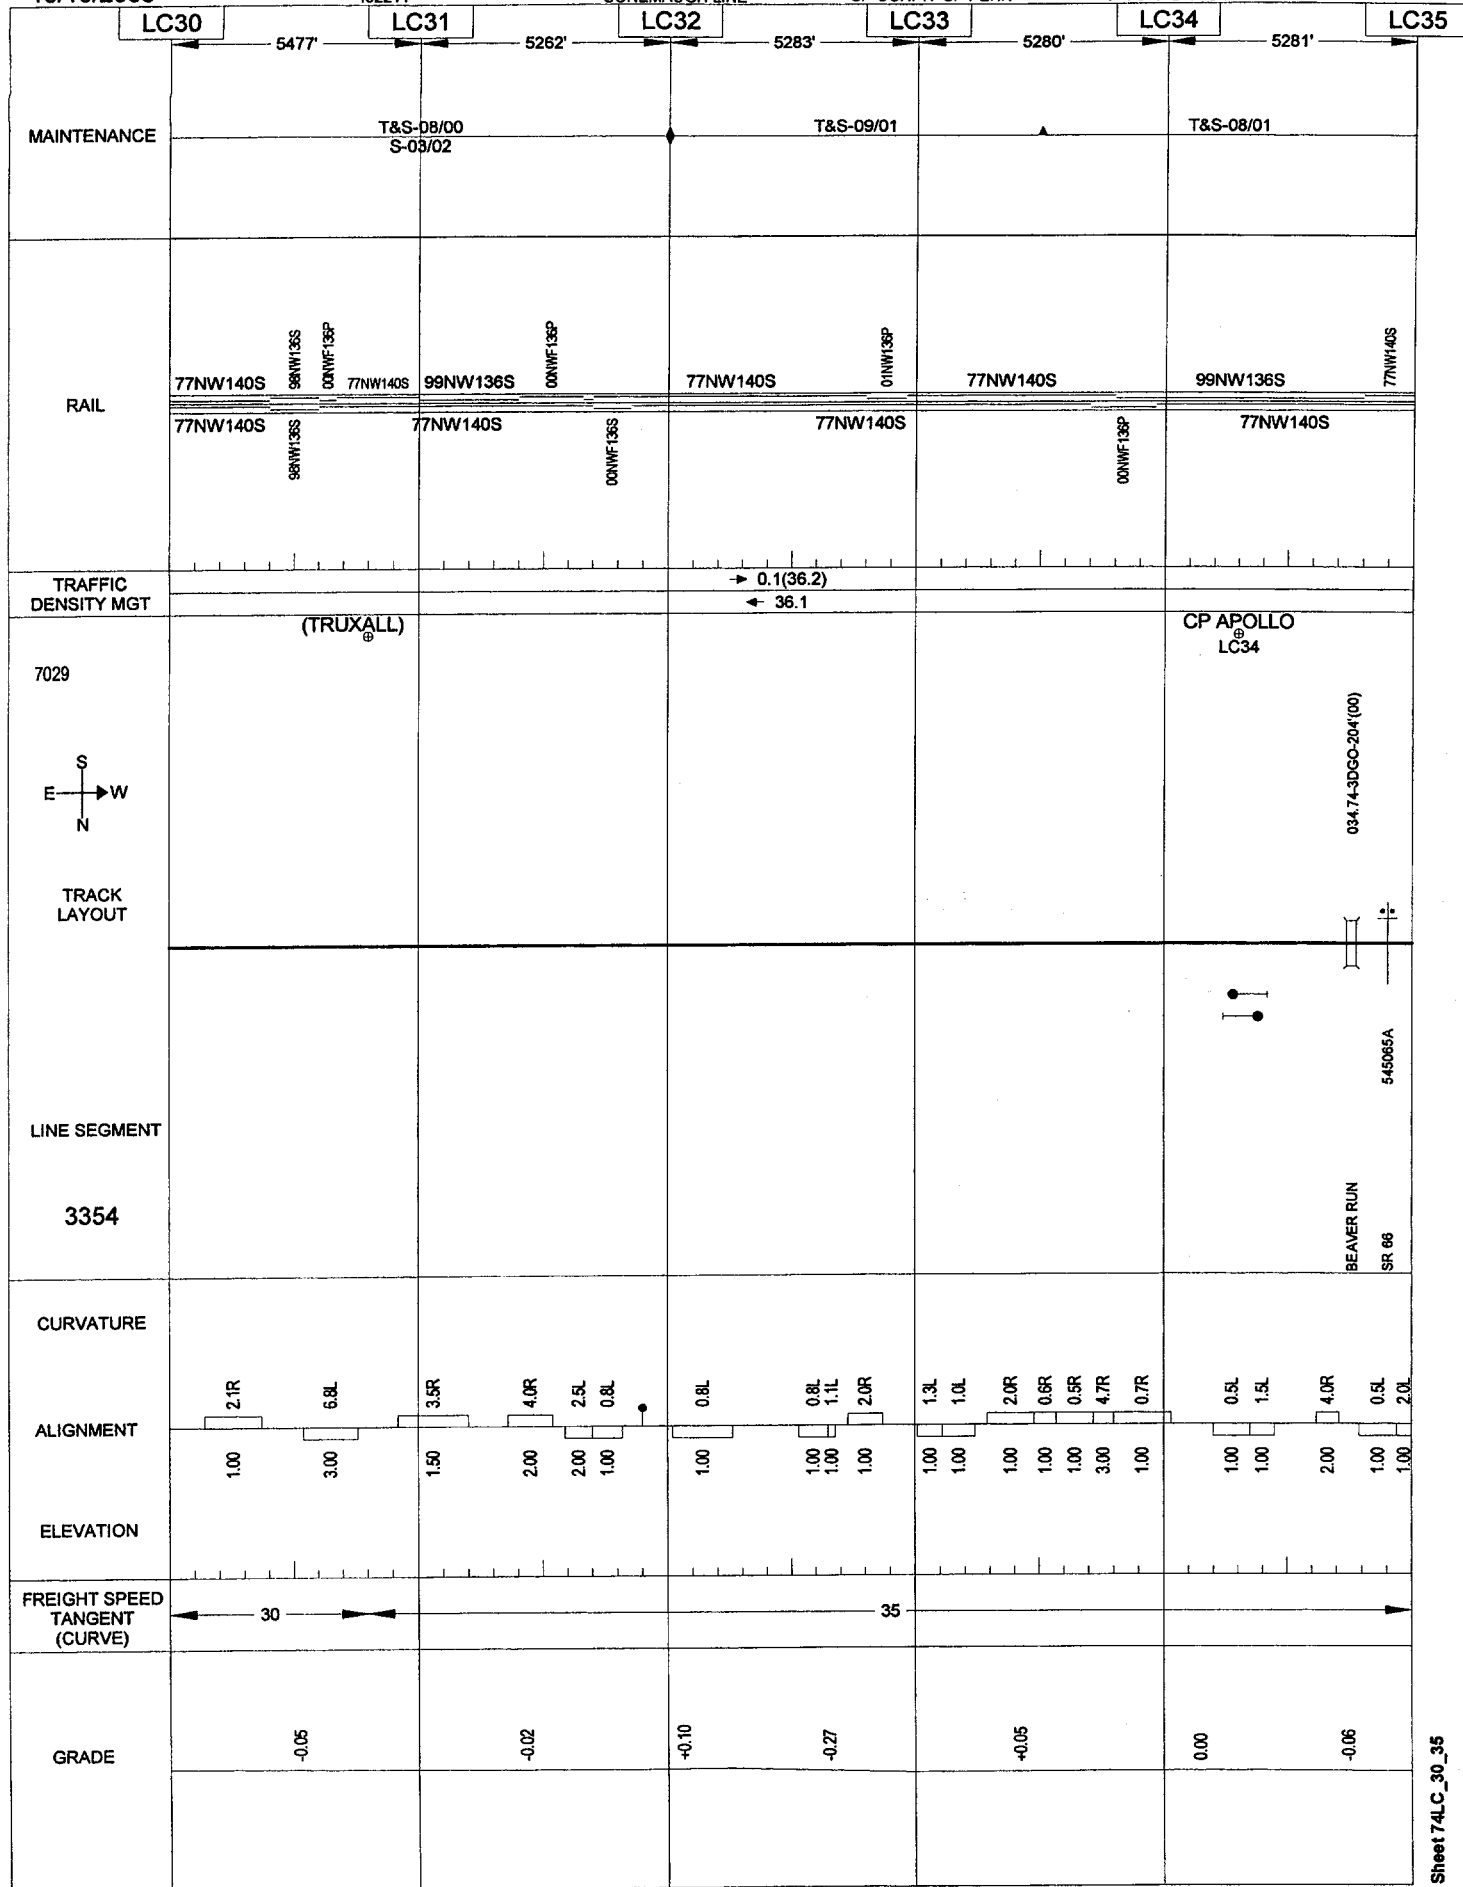 LC30 LC31 LC32 LC33 LC34 LC35
5477' 5262' 5283' 5280' 5281'
MAINTENANCE
T&S-08/00 T&S-09/01 T&S-08/01
S-03/02
98NW136S 00NWF136P 00NWF136P 01NW136P 77NW140S
77NW140S 77NW140S 99NW136S 77NW140S 77NW140S 99NW136S
RAIL
77NW140S 77NW140S 77NW140S 77NW140S
98NW136S 00NWF136S 00NWF136P
TRAFFIC
DENSITY MGT
0.1(36.2)
36.1
(TRUXALL) CP APOLLO
LC34
7029
034.74-3DGO-204'(00)
S
E W
N
TRACK
LAYOUT
545065A
LINE SEGMENT
3354
BEAVER RUN
SR 66
CURVATURE
2.1R 6.8L 3.5R 4.0R 2.5L 0.8L 0.8L 0.8L 1.1L 2.0R 1.3L 1.0L 2.0R 0.6R 0.5R 4.7R 0.7R 0.5L 1.5L 4.0R 0.5L 2.0L
ALIGNMENT
1.00 3.00 1.50 2.00 2.00 1.00 1.00 1.00 1.00 1.00 1.00 1.00 1.00 1.00 1.00 3.00 1.00 1.00 1.00 2.00 1.00 1.00
ELEVATION
FREIGHT SPEED
TANGENT
(CURVE)
30 35
GRADE
-0.05 -0.02 +0.10 -0.27 +0.05 0.00 -0.06
Sheet 74LC_30_35